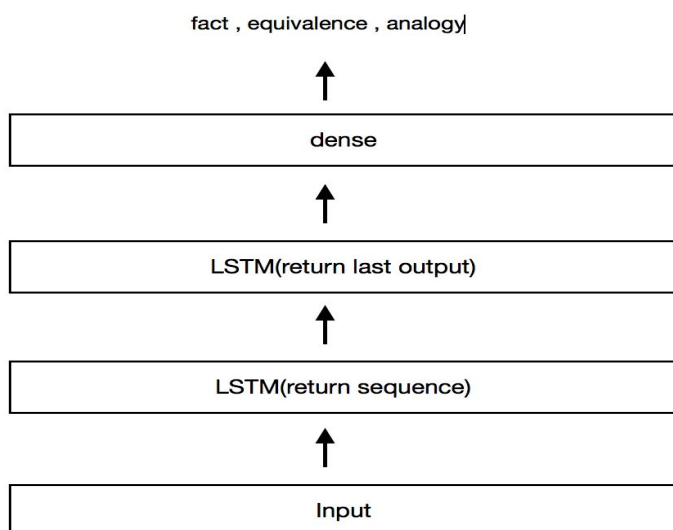 fact , equivalence , analogy
dense
LSTM(return last output)
LSTM(return sequence)
Input